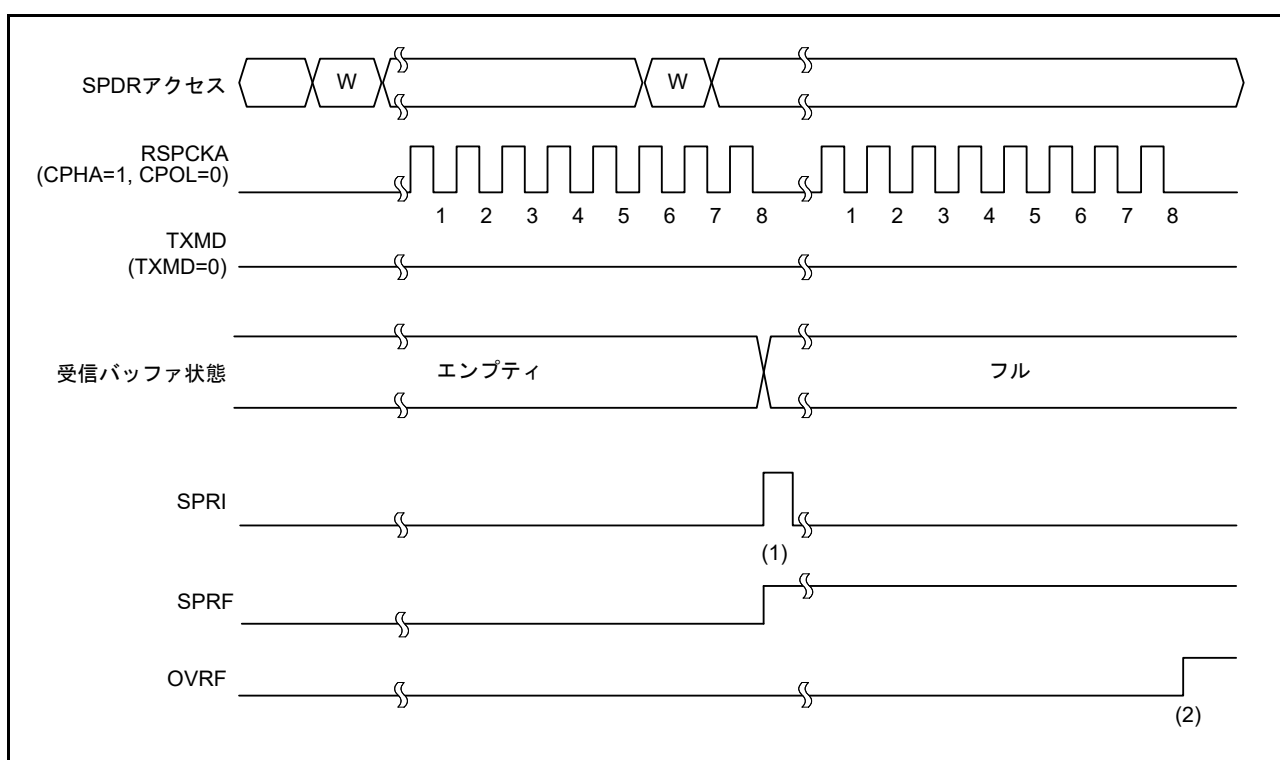 SPDRアクセス W W
RSPCKA
(CPHA=1, CPOL=0)
1 2 3 4 5 6 7 8 1 2 3 4 5 6 7 8
TXMD
(TXMD=0)
受信バッファ状態 エンプティ フル
SPRI
(1)
SPRF
OVRF
(2)